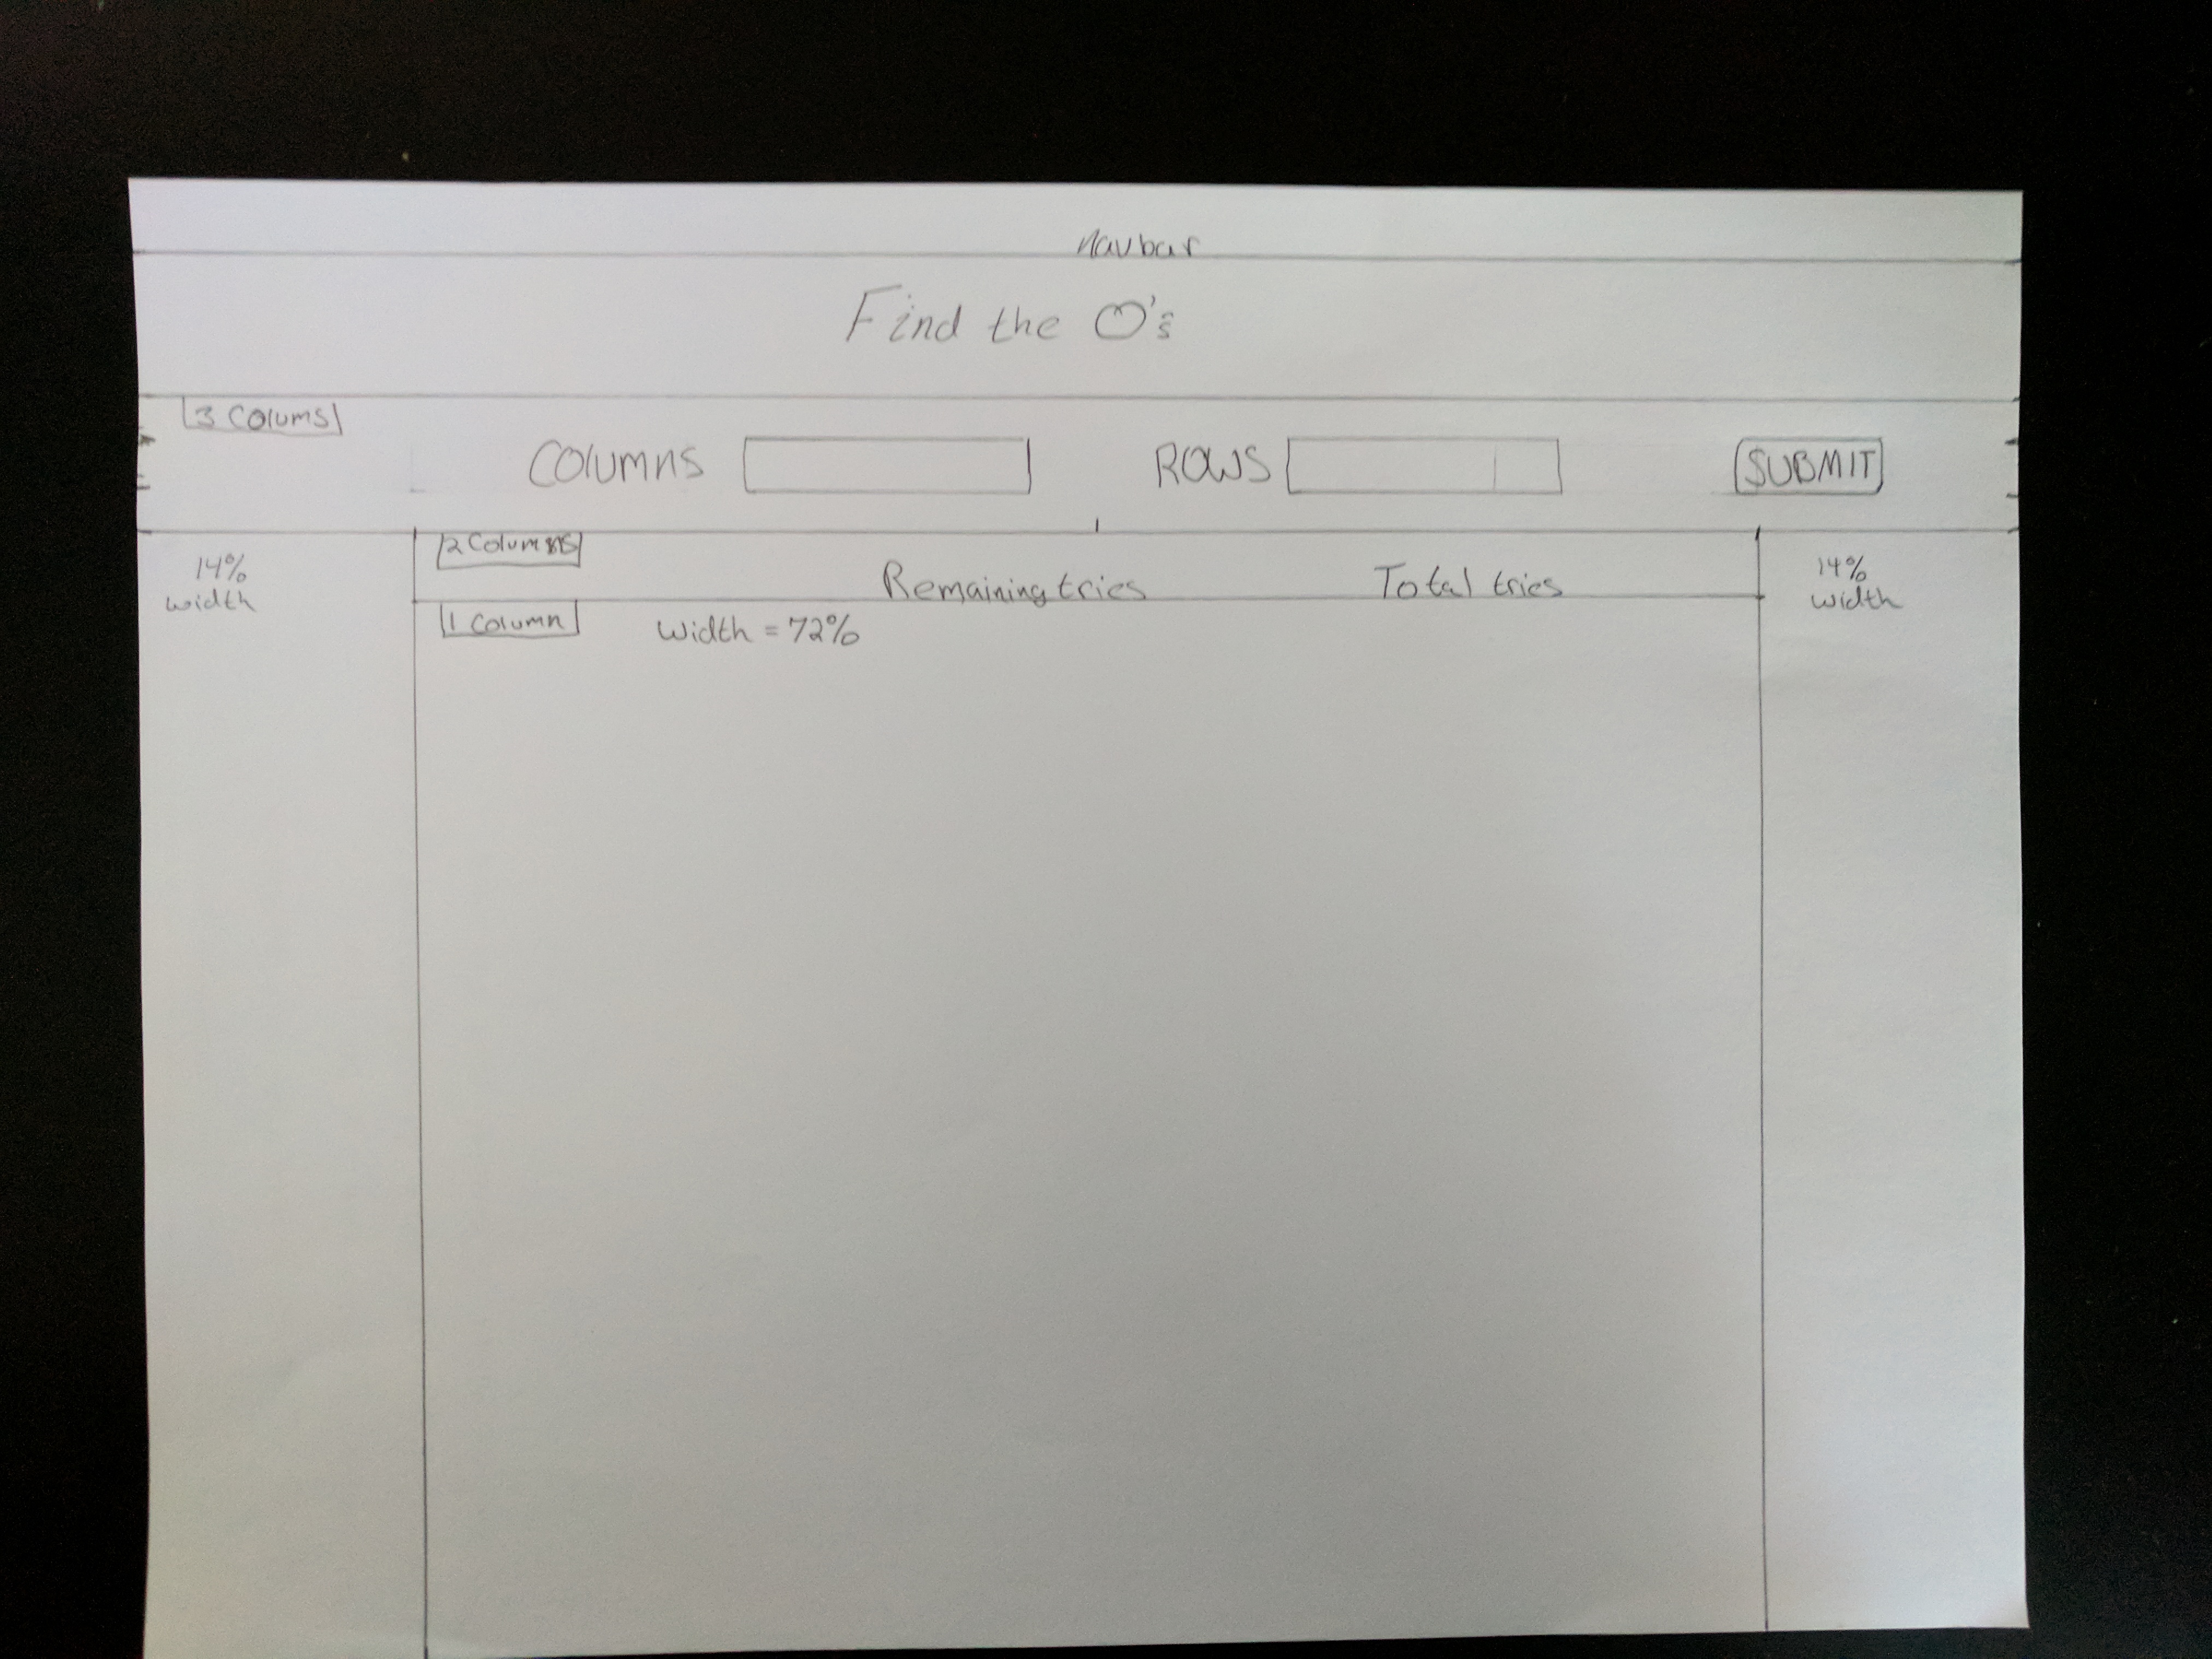 navbar
Find the O's
3 Colums
COLUMNS ROWS SUBMIT
14% width
2 Columns
Remaining tries Total tries
14% width
1 Column width = 72%